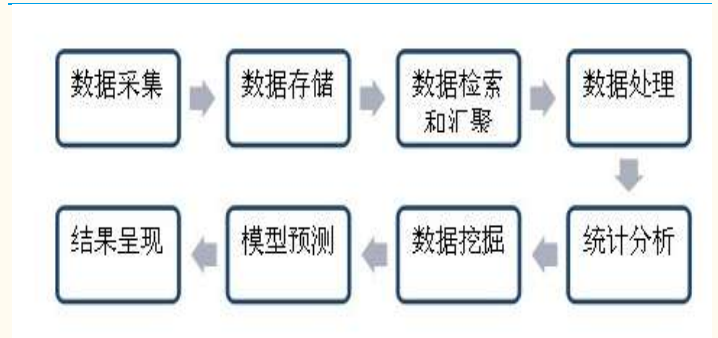 数据采集
数据存储
数据检索
和汇聚
数据处理
统计分析
数据挖掘
模型预测
结果呈现